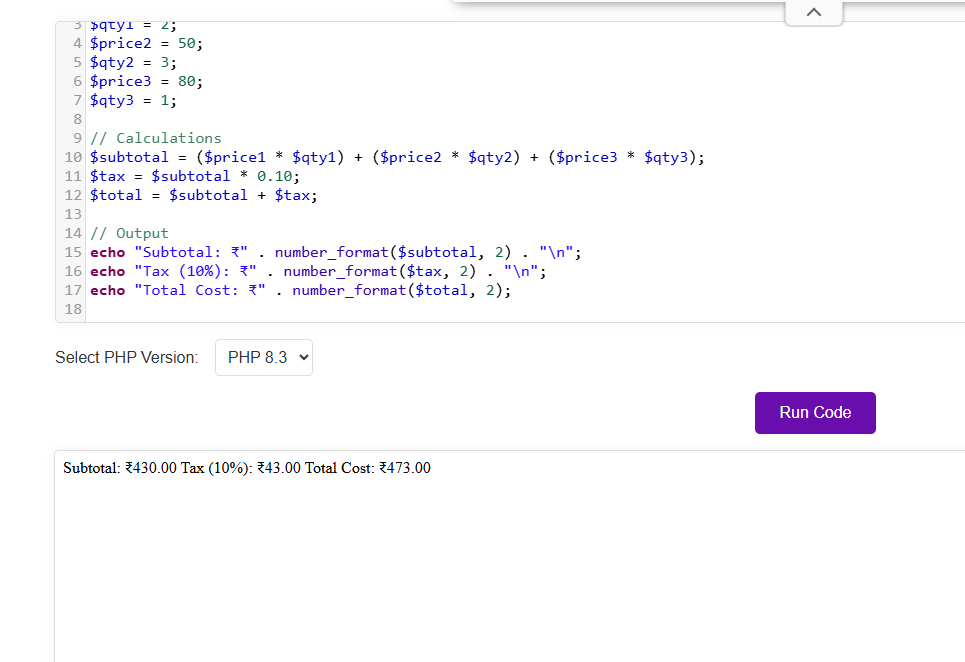 3 $qty1 = 2;
4 $price2 = 50;
5 $qty2 = 3;
6 $price3 = 80;
7 $qty3 = 1;
8
9 // Calculations
10 $subtotal = ($price1 * $qty1) + ($price2 * $qty2) + ($price3 * $qty3);
11 $tax = $subtotal * 0.10;
12 $total = $subtotal + $tax;
13
14 // Output
15 echo "Subtotal: ₹" . number_format($subtotal, 2) . "\n";
16 echo "Tax (10%): ₹" . number_format($tax, 2) . "\n";
17 echo "Total Cost: ₹" . number_format($total, 2);
18
Select PHP Version: PHP 8.3
Run Code
Subtotal: ₹430.00 Tax (10%): ₹43.00 Total Cost: ₹473.00